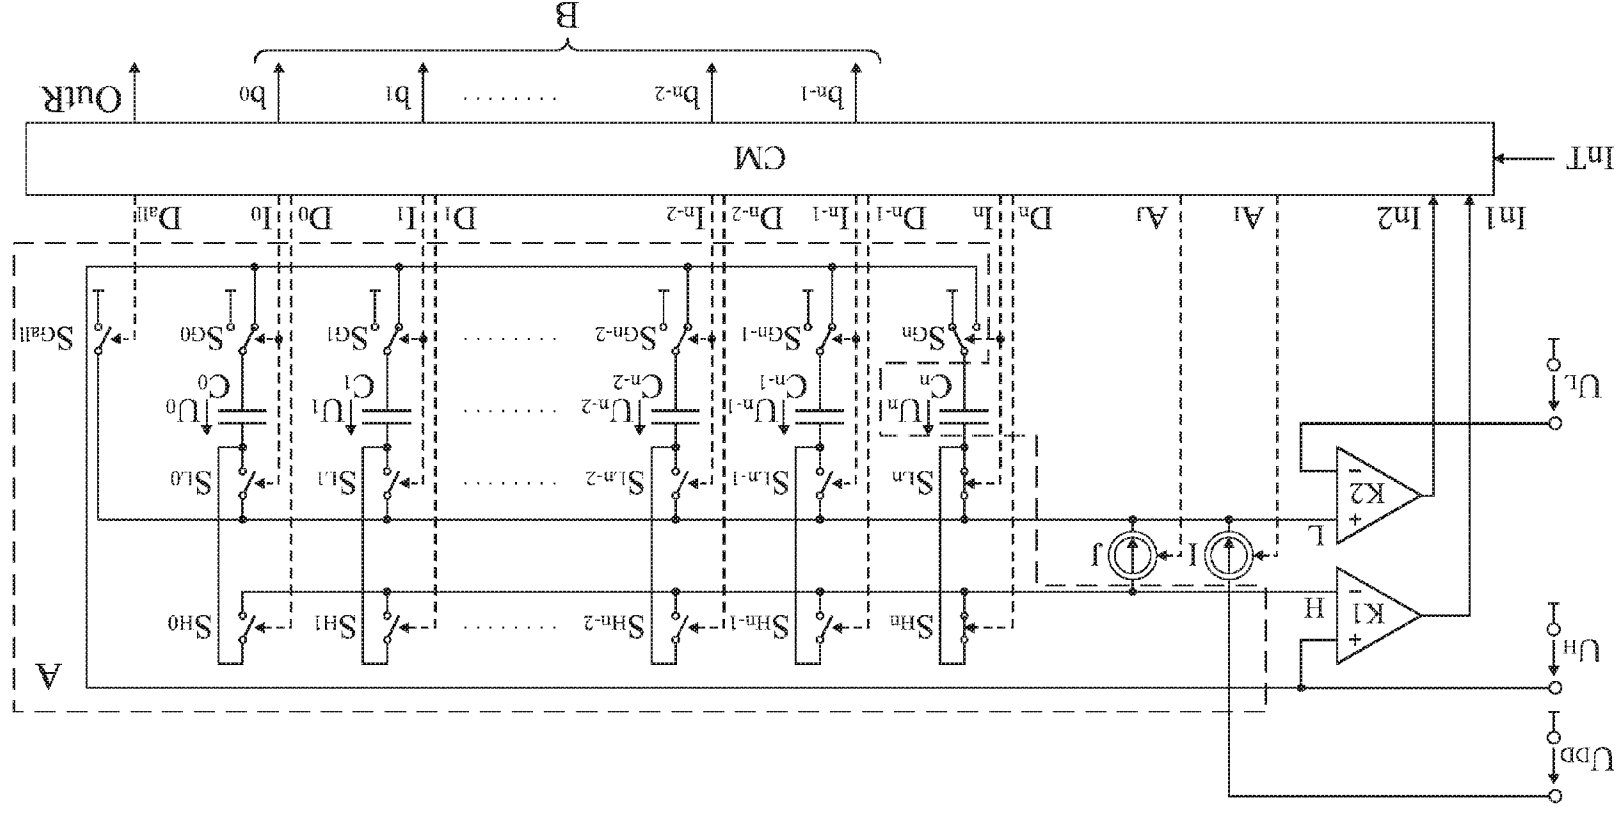 UDD
A
UH + K1 - H SHn SHn-1 SHn-2 ........ SH1 SH0
I J
+ K2 - L
SLn SLn-1 SLn-2 ........ SL1 SL0
Un Un-1 Un-2 ........ U1 U0
UL Cn Cn-1 Cn-2 C1 C0
SGn SGn-1 SGn-2 ........ SG1 SG0 SGall
In1 In2 AI AJ Dn In Dn-1 In-1 Dn-2 In-2 D1 I1 D0 I0 Dall
InT CM
bn-1 bn-2 ........ b1 b0 OutR
B